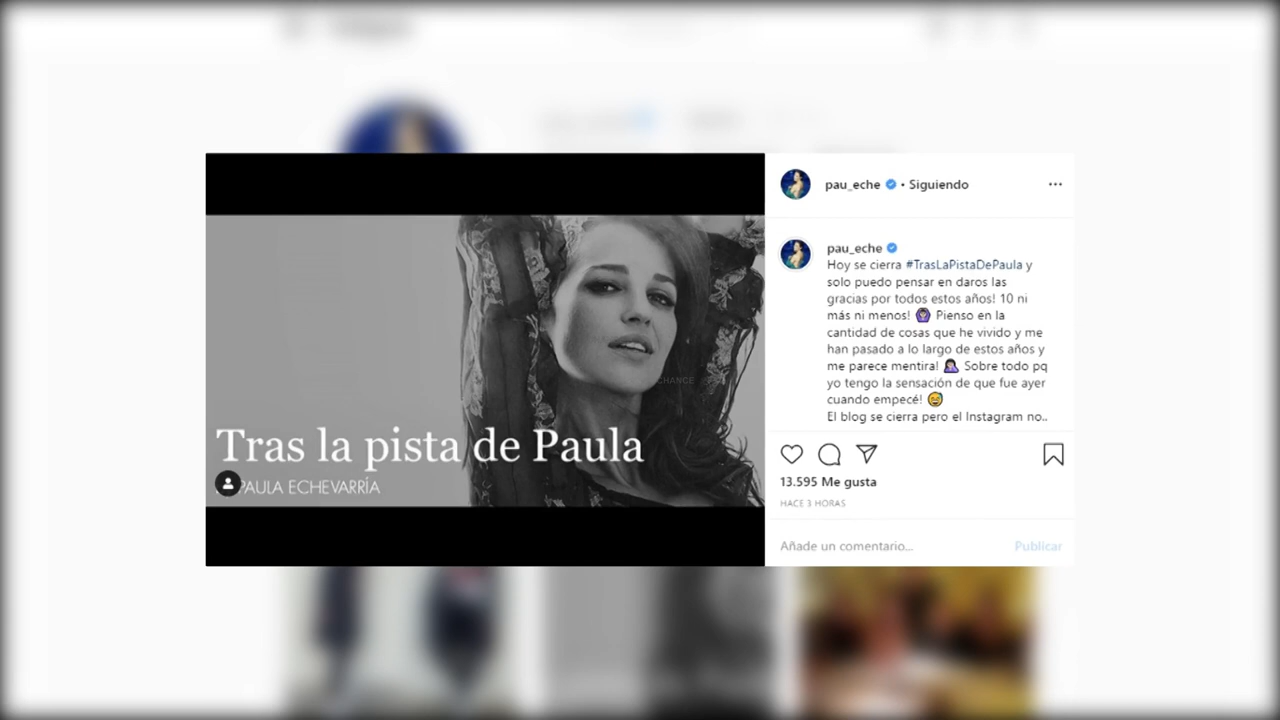 Tras la pista de Paula
PAULA ECHEVARRÍA
CHANCE
pau_eche • Siguiendo
pau_eche
Hoy se cierra #TrasLaPistaDePaula y
solo puedo pensar en daros las
gracias por todos estos años! 10 ni
más ni menos! 🙆🏻‍♀️ Pienso en la
cantidad de cosas que he vivido y me
han pasado a lo largo de estos años y
me parece mentira! 🤦🏻‍♀️ Sobre todo pq
yo tengo la sensación de que fue ayer
cuando empecé! 😅
El blog se cierra pero el Instagram no..
13.595 Me gusta
HACE 3 HORAS
Añade un comentario...
Publicar